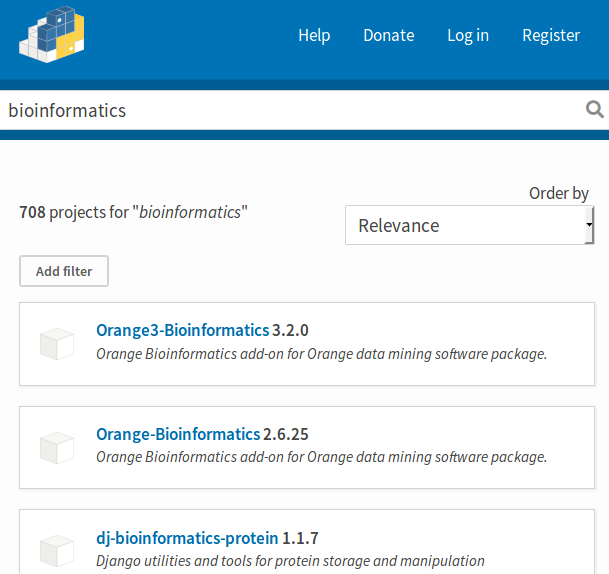 Help Donate Log in Register
bioinformatics
Order by
708 projects for "bioinformatics"
Relevance
Add filter
Orange3-Bioinformatics 3.2.0
Orange Bioinformatics add-on for Orange data mining software package.
Orange-Bioinformatics 2.6.25
Orange Bioinformatics add-on for Orange data mining software package.
dj-bioinformatics-protein 1.1.7
Django utilities and tools for protein storage and manipulation